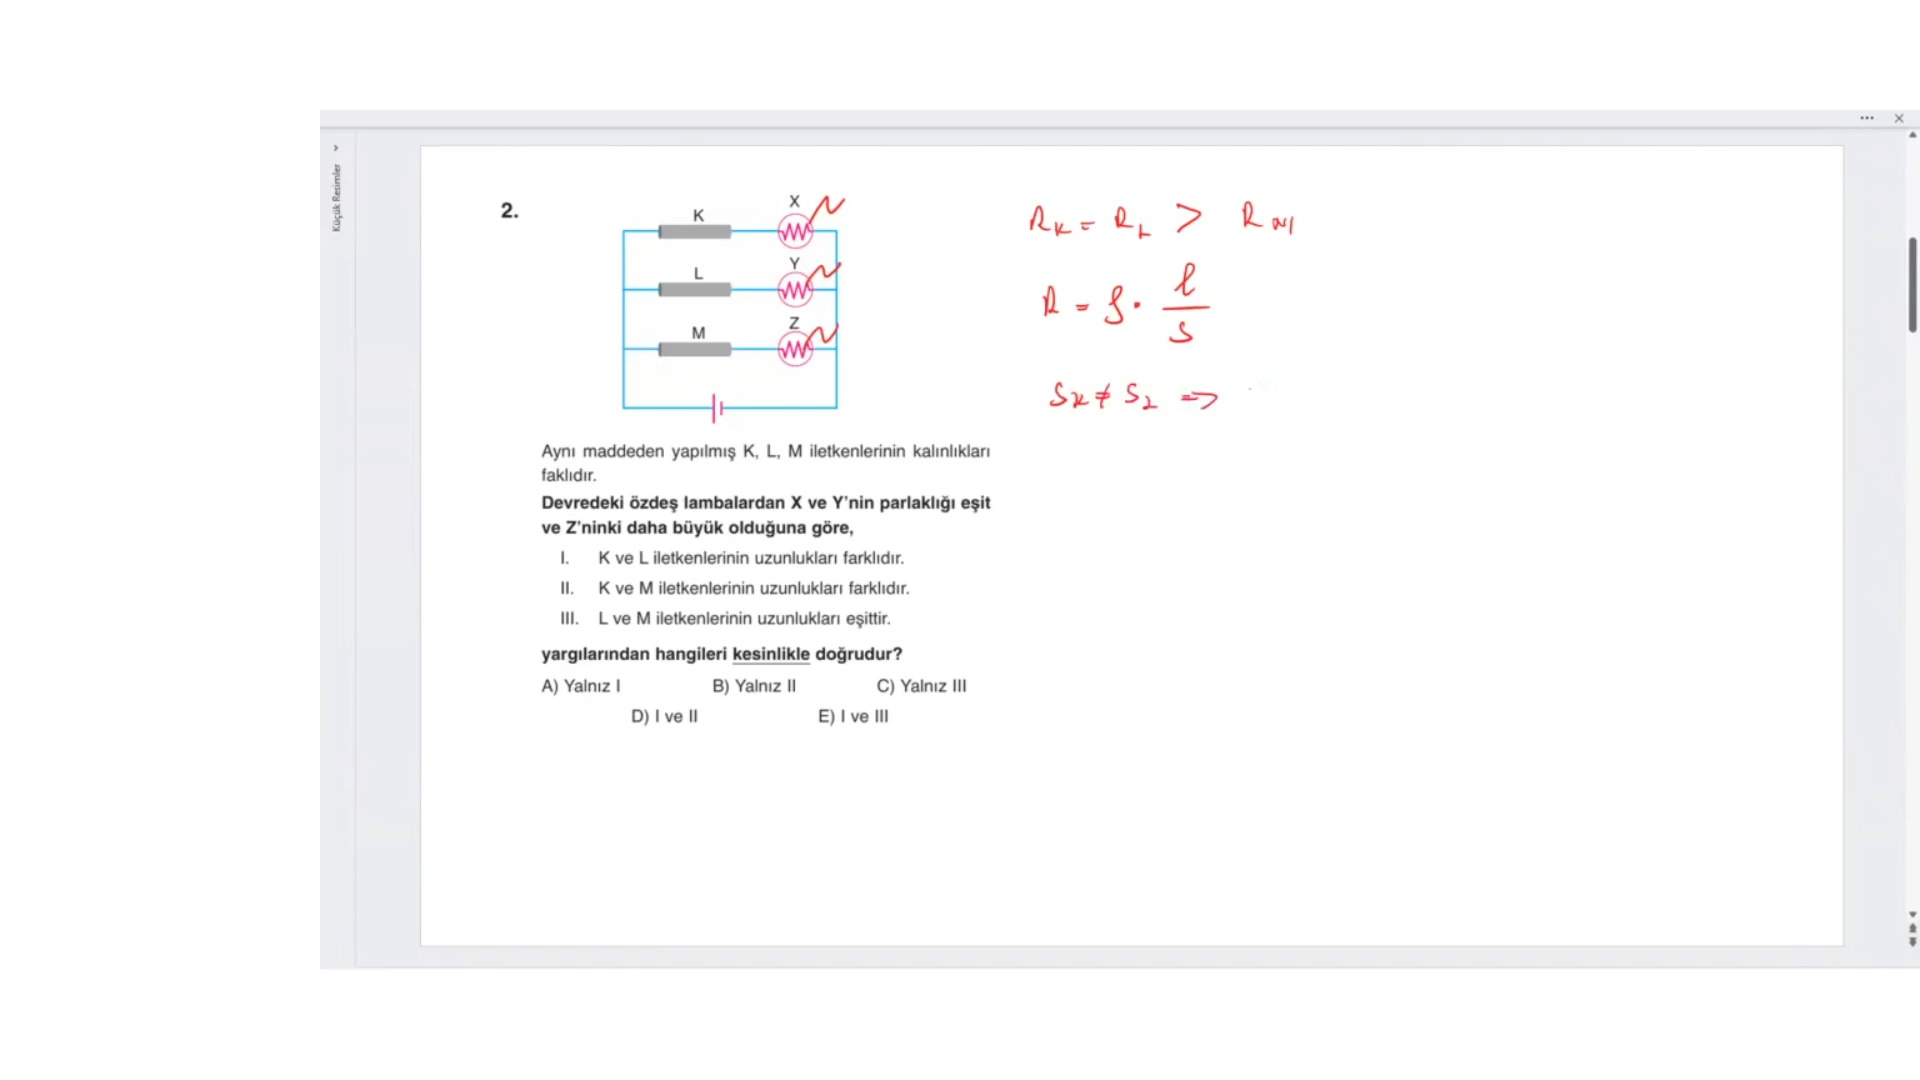 Küçük Resimler
2.
K
X
L
Y
M
Z
Aynı maddeden yapılmış K, L, M iletkenlerinin kalınlıkları
faklıdır.
Devredeki özdeş lambalardan X ve Y’nin parlaklığı eşit
ve Z’ninki daha büyük olduğuna göre,
I. K ve L iletkenlerinin uzunlukları farklıdır.
II. K ve M iletkenlerinin uzunlukları farklıdır.
III. L ve M iletkenlerinin uzunlukları eşittir.
yargılarından hangileri kesinlikle doğrudur?
A) Yalnız I B) Yalnız II C) Yalnız III
D) I ve II E) I ve III
R_K = R_L > R_M
R = ρ · l / s
S_K ≠ S_L =>